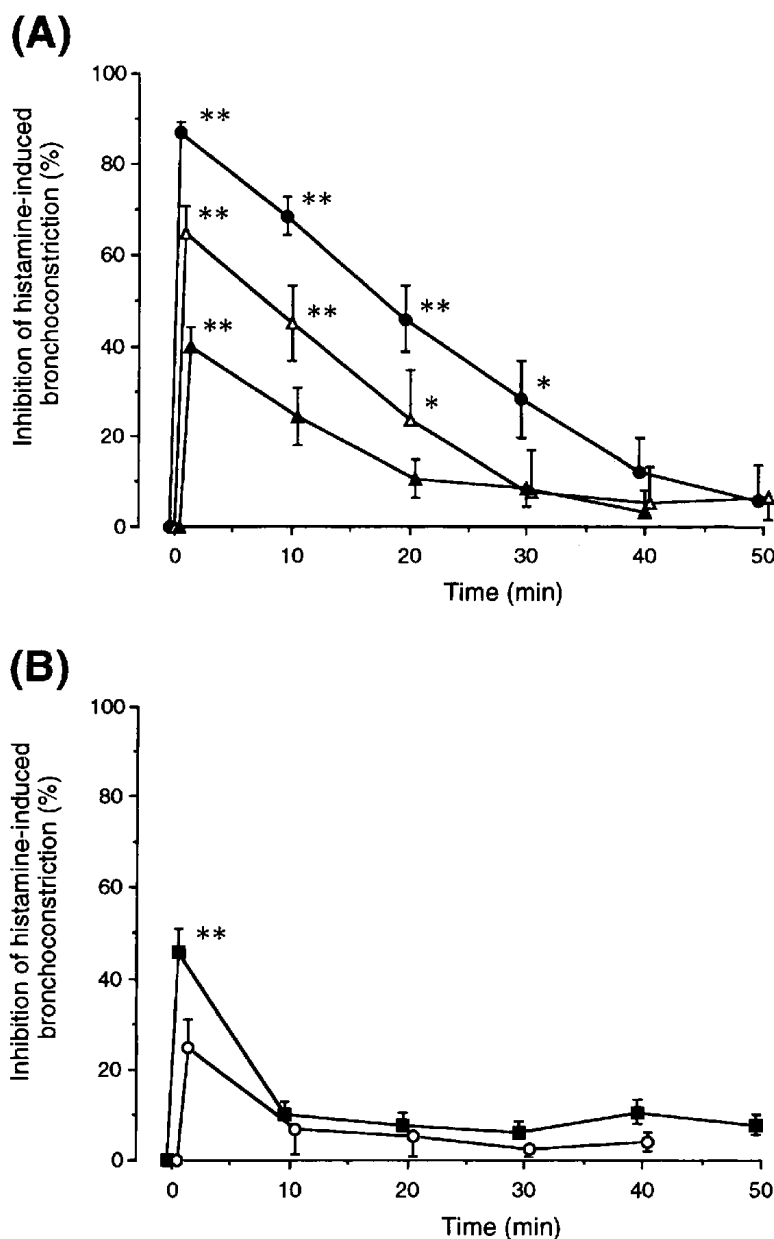 (A)
Inhibition of histamine-induced
bronchoconstriction (%)
100
80
60
40
20
0
**
**
**
**
**
**
*
*
0 10 20 30 40 50
Time (min)
(B)
Inhibition of histamine-induced
bronchoconstriction (%)
100
80
60
40
20
0
**
0 10 20 30 40 50
Time (min)